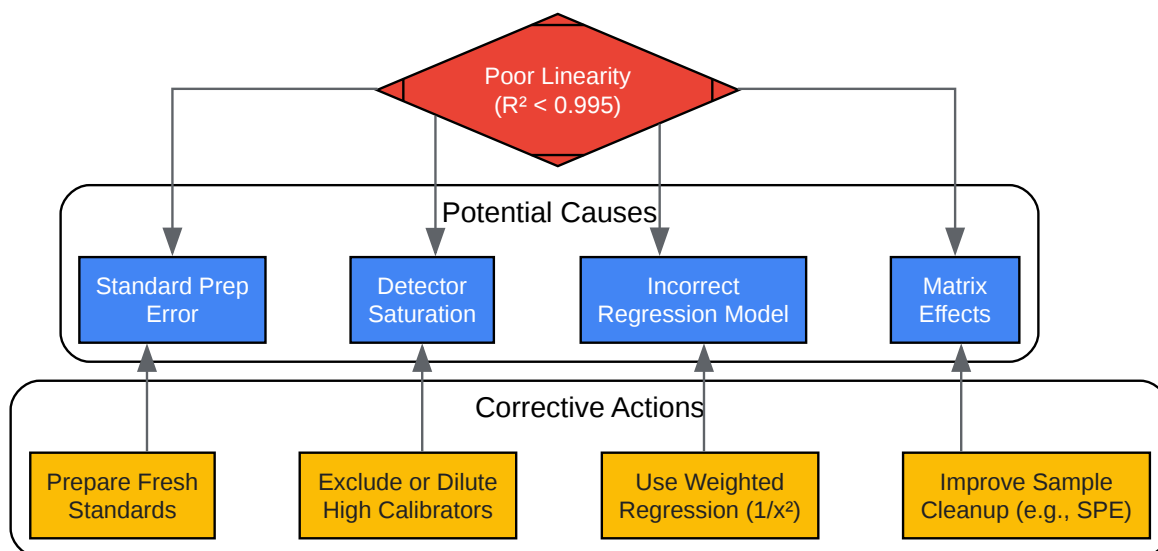 Poor Linearity
(R² < 0.995)
Potential Causes
Standard Prep
Error
Detector
Saturation
Incorrect
Regression Model
Matrix
Effects
Corrective Actions
Prepare Fresh
Standards
Exclude or Dilute
High Calibrators
Use Weighted
Regression (1/x²)
Improve Sample
Cleanup (e.g., SPE)